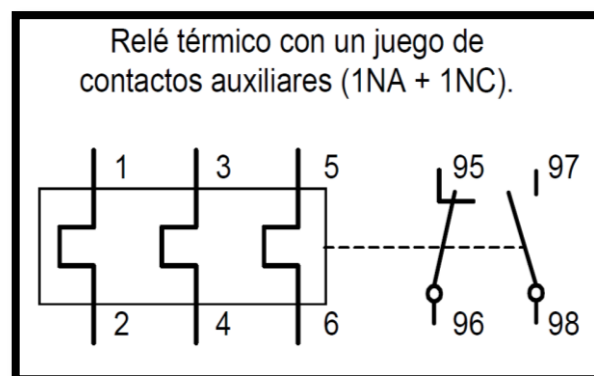 Relé térmico con un juego de
contactos auxiliares (1NA + 1NC).
1 3 5 95 97
2 4 6 96 98